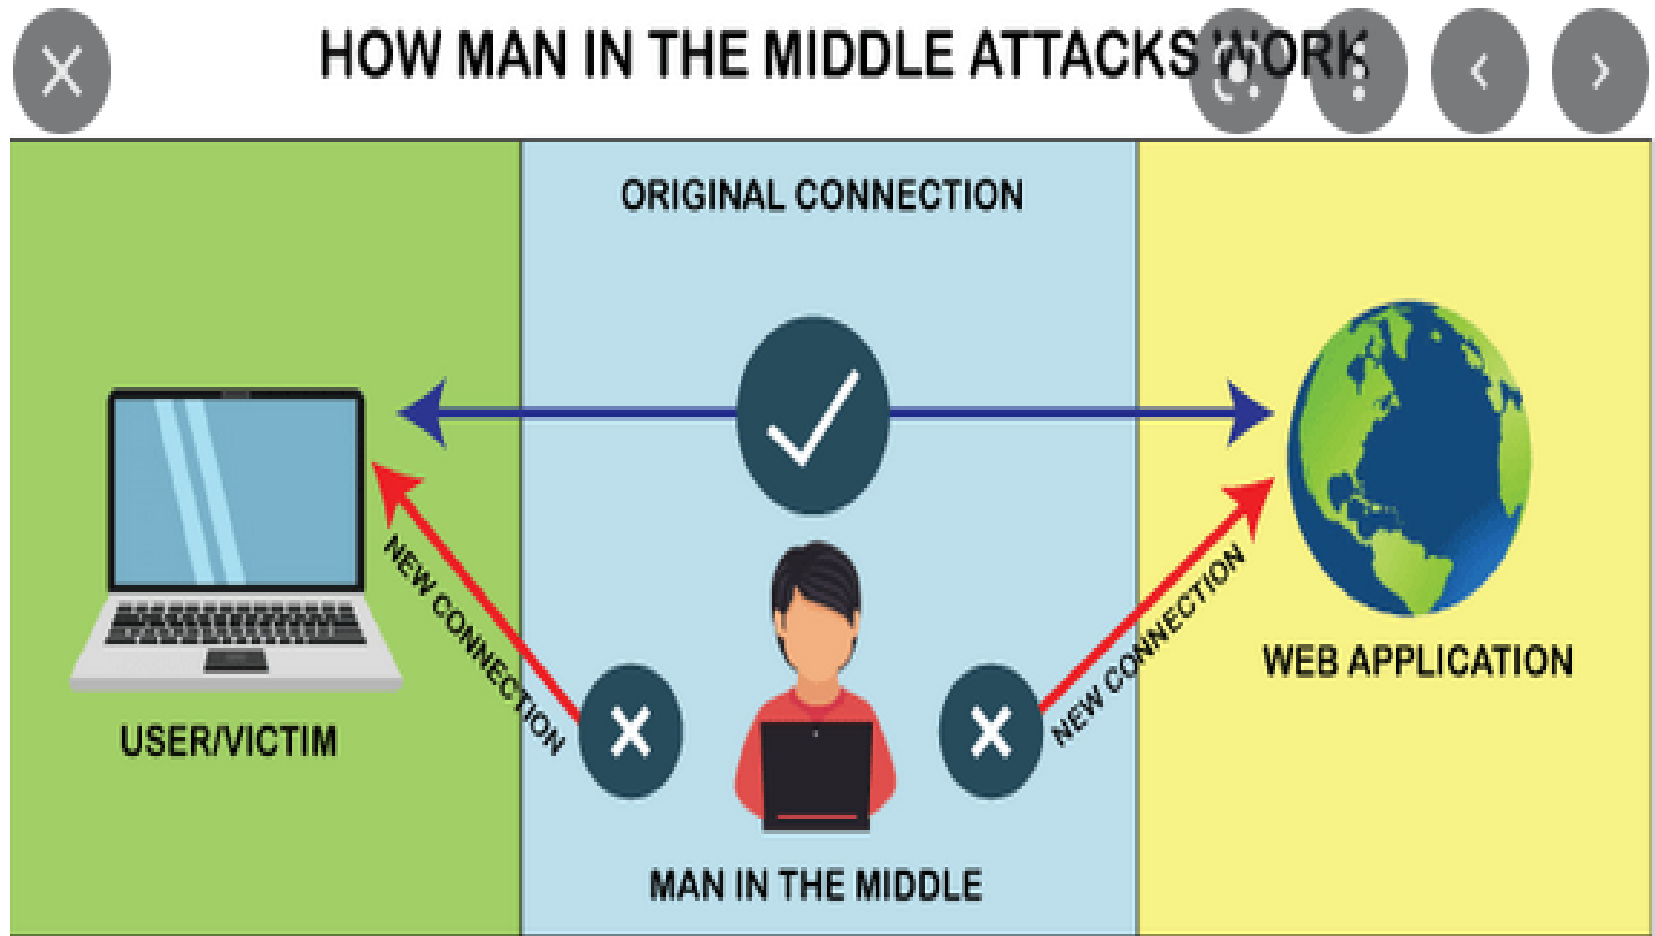 HOW MAN IN THE MIDDLE ATTACKS WORK
ORIGINAL CONNECTION
NEW CONNECTION
NEW CONNECTION
WEB APPLICATION
USER/VICTIM
MAN IN THE MIDDLE